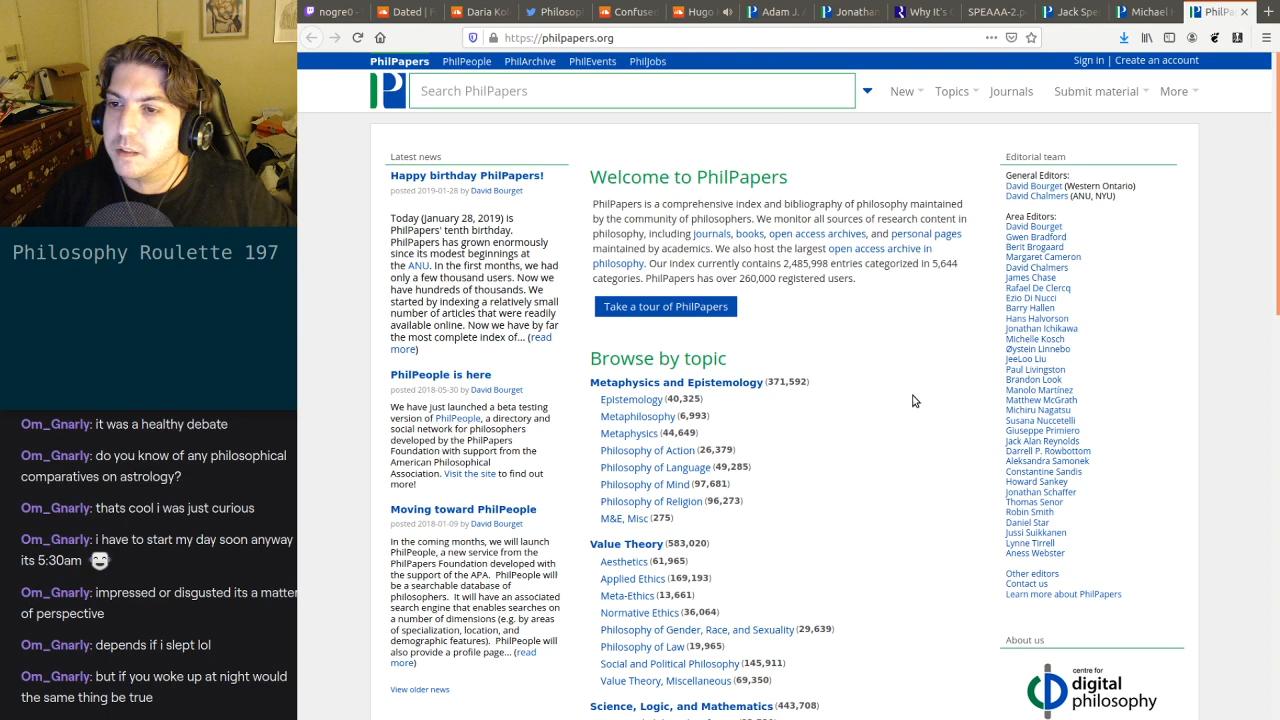 nogre0
Dated | F
Daria Kol
Philosop
Confuse
Hugo
Adam J. A
Jonathan
Why It's
SPEAAA-2.p
Jack Spe
Michael
PhilPa
https://philpapers.org
PhilPapers PhilPeople PhilArchive PhilEvents PhilJobs
Sign in | Create an account
Search PhilPapers
New Topics Journals Submit material More
Latest news
Happy birthday PhilPapers!
posted 2019-01-28 by David Bourget
Today (January 28, 2019) is
PhilPapers' tenth birthday.
PhilPapers has grown enormously
since its modest beginnings at
the ANU. In the first months, we had
only a few thousand users. Now we
have hundreds of thousands. We
started by indexing a relatively small
number of articles that were readily
available online. Now we have by far
the most complete index of... (read
more)
PhilPeople is here
posted 2018-05-30 by David Bourget
We have just launched a beta testing
version of PhilPeople, a directory and
social network for philosophers
developed by the PhilPapers
Foundation with support from the
American Philosophical
Association. Visit the site to find out
more!
Moving toward PhilPeople
posted 2018-01-09 by David Bourget
In the coming months, we will launch
PhilPeople, a new service from the
PhilPapers Foundation developed
with the support of the APA. PhilPeople
will be a searchable database of
philosophers. It will have an associated
search engine that enables searches on
a number of dimensions (e.g. by areas
of specialization, location, and
demographic features). PhilPeople will
also provide a profile page... (read
more)
View older news
Welcome to PhilPapers
PhilPapers is a comprehensive index and bibliography of philosophy maintained
by the community of philosophers. We monitor all sources of research content in
philosophy, including journals, books, open access archives, and personal pages
maintained by academics. We also host the largest open access archive in
philosophy. Our index currently contains 2,485,998 entries categorized in 5,644
categories. PhilPapers has over 260,000 registered users.
Take a tour of PhilPapers
Browse by topic
Metaphysics and Epistemology (371,592)
Epistemology (40,325)
Metaphilosophy (6,993)
Metaphysics (44,649)
Philosophy of Action (26,379)
Philosophy of Language (49,285)
Philosophy of Mind (97,681)
Philosophy of Religion (96,273)
M&E, Misc (275)
Value Theory (583,020)
Aesthetics (61,965)
Applied Ethics (169,193)
Meta-Ethics (13,661)
Normative Ethics (36,064)
Philosophy of Gender, Race, and Sexuality (29,639)
Philosophy of Law (19,965)
Social and Political Philosophy (145,911)
Value Theory, Miscellaneous (69,350)
Science, Logic, and Mathematics (443,708)
Editorial team
General Editors:
David Bourget (Western Ontario)
David Chalmers (ANU, NYU)
Area Editors:
David Bourget
Gwen Bradford
Berit Brogaard
Margaret Cameron
David Chalmers
James Chase
Rafael De Clercq
Ezio Di Nucci
Barry Hallen
Hans Halvorson
Jonathan Ichikawa
Michelle Kosch
Øystein Linnebo
JeeLoo Liu
Paul Livingston
Brandon Look
Manolo Martínez
Matthew McGrath
Michiru Nagatsu
Susana Nuccetelli
Giuseppe Primiero
Jack Alan Reynolds
Darrell P. Rowbottom
Aleksandra Samonek
Constantine Sandis
Howard Sankey
Jonathan Schaffer
Thomas Senor
Robin Smith
Daniel Star
Jussi Suikkanen
Lynne Tirrell
Aness Webster
Other editors
Contact us
Learn more about PhilPapers
About us
centre for
digital
philosophy
Philosophy Roulette 197
Om_Gnarly: it was a healthy debate
Om_Gnarly: do you know of any philosophical
comparatives on astrology?
Om_Gnarly: thats cool i was just curious
Om_Gnarly: i have to start my day soon anyway
its 5:30am
Om_Gnarly: impressed or disgusted its a matter
of perspective
Om_Gnarly: depends if i slept lol
Om_Gnarly: but if you woke up at night would
the same thing be true